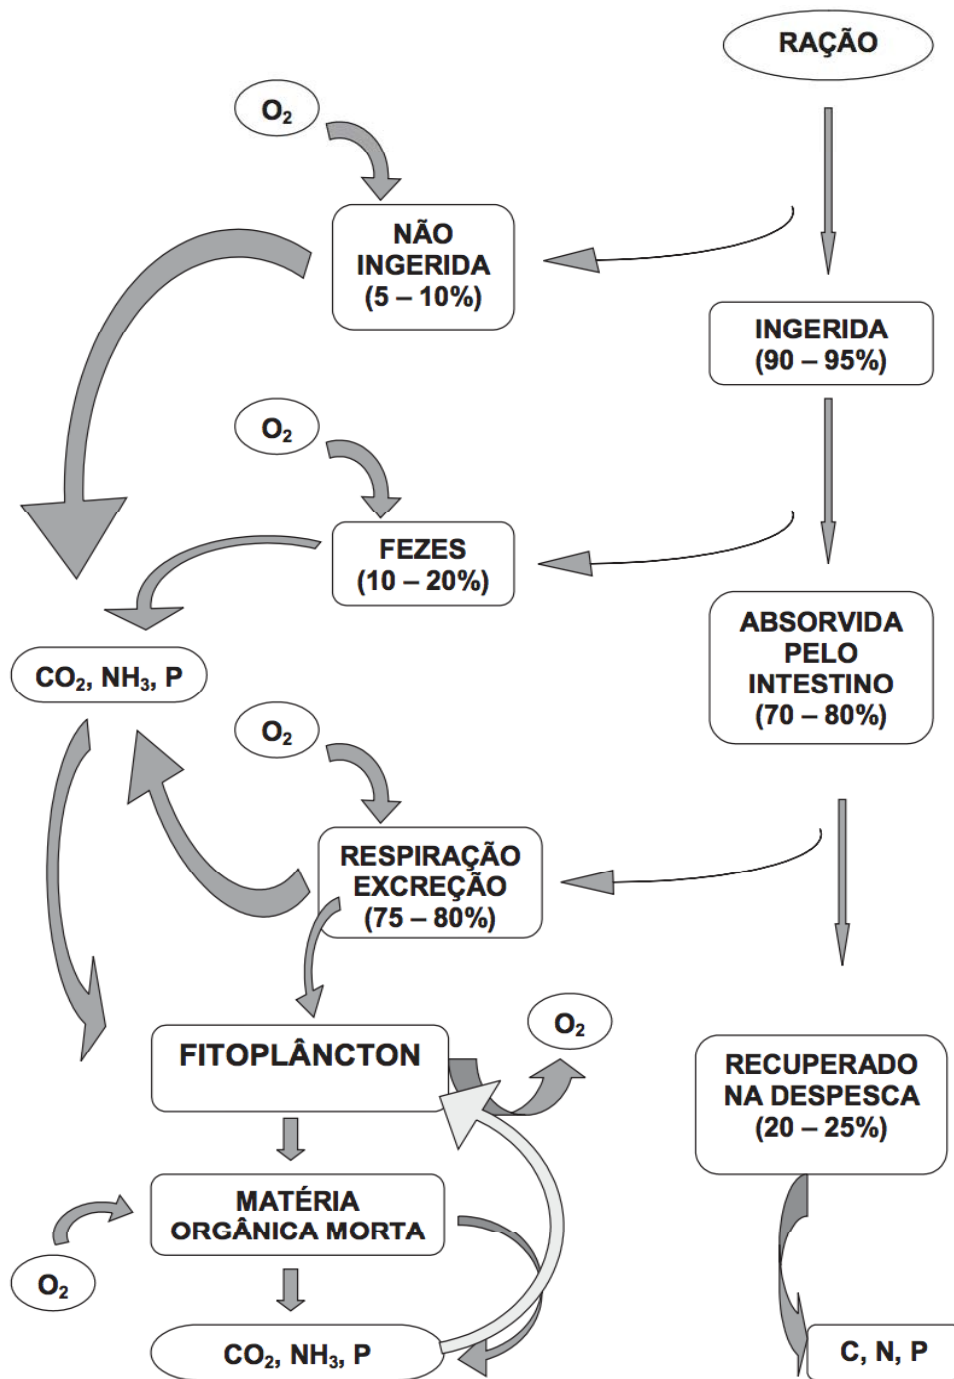 RAÇÃO
O₂
NÃO
INGERIDA
(5 – 10%)
INGERIDA
(90 – 95%)
O₂
FEZES
(10 – 20%)
ABSORVIDA
PELO
INTESTINO
(70 – 80%)
CO₂, NH₃, P
O₂
RESPIRAÇÃO
EXCREÇÃO
(75 – 80%)
O₂
FITOPLÂNCTON
RECUPERADO
NA DESPESCA
(20 – 25%)
MATÉRIA
ORGÂNICA MORTA
O₂
CO₂, NH₃, P
C, N, P